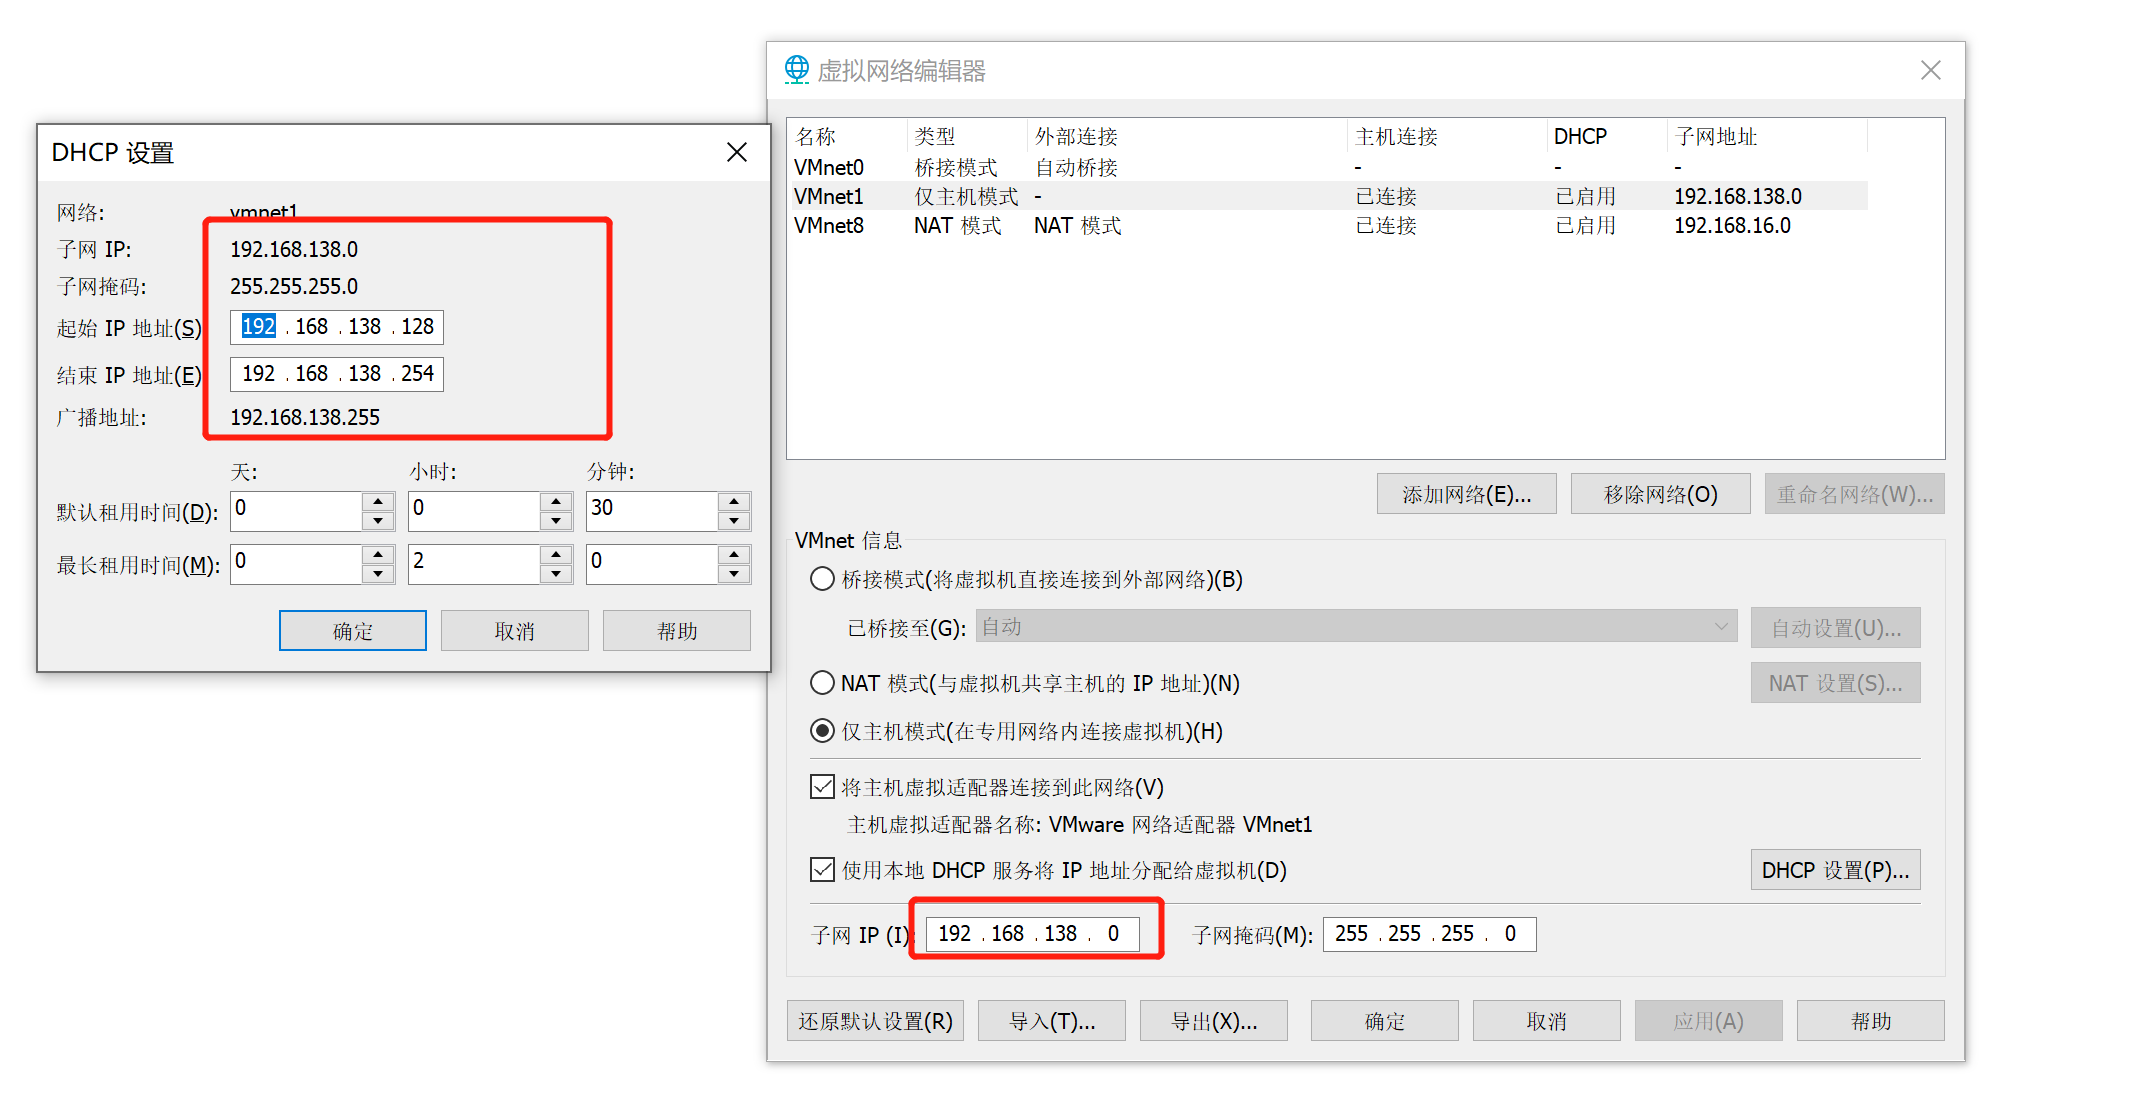 DHCP 设置
网络: vmnet1
子网 IP: 192.168.138.0
子网掩码: 255.255.255.0
起始 IP 地址(S) 192 . 168 . 138 . 128
结束 IP 地址(E) 192 . 168 . 138 . 254
广播地址: 192.168.138.255
天: 小时: 分钟:
默认租用时间(D): 0 0 30
最长租用时间(M): 0 2 0
确定 取消 帮助
虚拟网络编辑器
名称 类型 外部连接 主机连接 DHCP 子网地址
VMnet0 桥接模式 自动桥接 - - -
VMnet1 仅主机模式 - 已连接 已启用 192.168.138.0
VMnet8 NAT 模式 NAT 模式 已连接 已启用 192.168.16.0
添加网络(E)... 移除网络(O) 重命名网络(W)...
VMnet 信息
桥接模式(将虚拟机直接连接到外部网络)(B)
已桥接至(G): 自动 自动设置(U)...
NAT 模式(与虚拟机共享主机的 IP 地址)(N) NAT 设置(S)...
仅主机模式(在专用网络内连接虚拟机)(H)
将主机虚拟适配器连接到此网络(V)
主机虚拟适配器名称: VMware 网络适配器 VMnet1
使用本地 DHCP 服务将 IP 地址分配给虚拟机(D) DHCP 设置(P)...
子网 IP (I): 192 . 168 . 138 . 0 子网掩码(M): 255 . 255 . 255 . 0
还原默认设置(R) 导入(T)... 导出(X)... 确定 取消 应用(A) 帮助